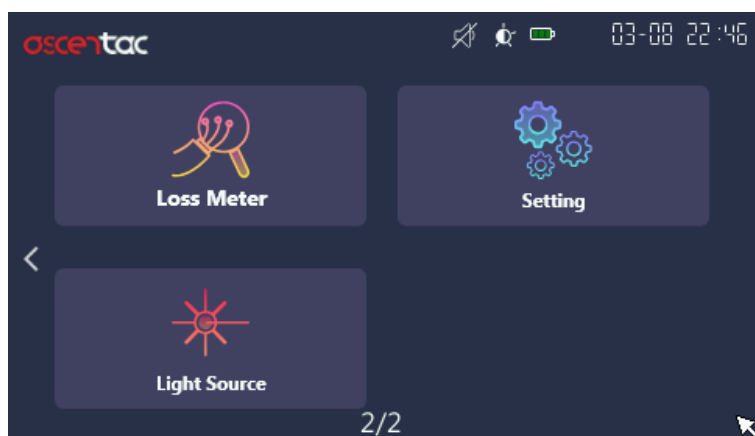 ascentac
03-08 22:46
Loss Meter
Setting
Light Source
2/2